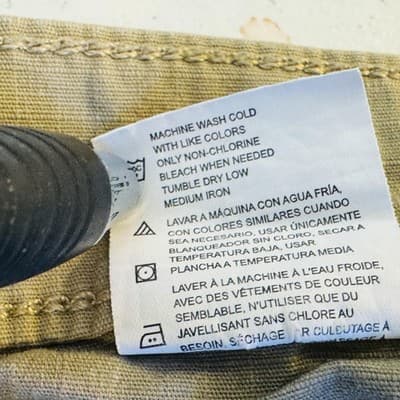 MACHINE WASH COLD
WITH LIKE COLORS
ONLY NON-CHLORINE
BLEACH WHEN NEEDED
TUMBLE DRY LOW
MEDIUM IRON
LAVAR A MÁQUINA CON AGUA FRÍA,
CON COLORES SIMILARES CUANDO
SEA NECESARIO, USAR ÚNICAMENTE
BLANQUEADOR SIN CLORO, SECAR A
TEMPERATURA BAJA, USAR
PLANCHA A TEMPERATURA MEDIA
LAVER À LA MACHINE À L'EAU FROIDE,
AVEC DES VÊTEMENTS DE COULEUR
SEMBLABLE, N'UTILISER QUE DU
JAVELLISANT SANS CHLORE AU
BESOIN, SÉCHAGE PAR CULBUTAGE À